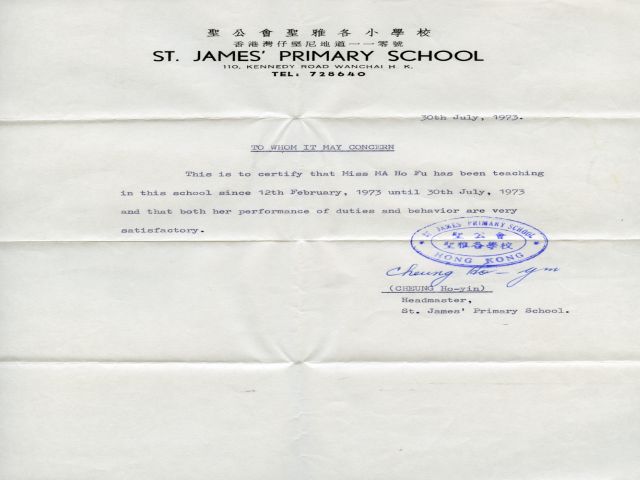 聖公會聖雅各小學校
香港灣仔堅尼地道一一零號
ST. JAMES' PRIMARY SCHOOL
110, KENNEDY ROAD WANCHAI H. K.
TEL: 728640
30th July, 1973.
TO WHOM IT MAY CONCERN
This is to certify that Miss MA Ho Fu has been teaching
in this school since 12th February, 1973 until 30th July, 1973
and that both her performance of duties and behavior are very
satisfactory.
ST. JAMES' PRIMARY SCHOOL
聖公會
聖雅各學校
HONG KONG
Cheung Ho-yin
(CHEUNG Ho-yin)
Headmaster,
St. James' Primary School.